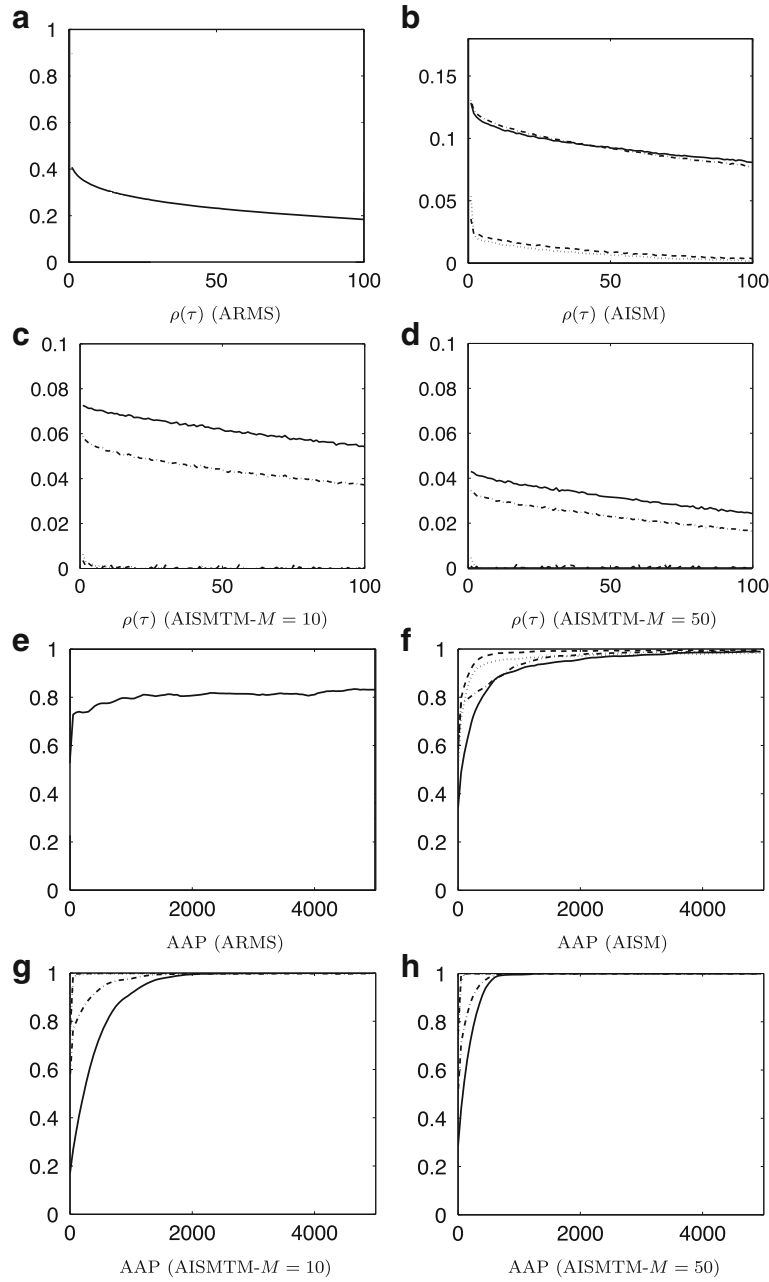 a
1
0.8
0.6
0.4
0.2
0
0 50 100
ρ(τ) (ARMS)
b
0.15
0.1
0.05
0
0 50 100
ρ(τ) (AISM)
c
0.1
0.08
0.06
0.04
0.02
0
0 50 100
ρ(τ) (AISMTM-M = 10)
d
0.1
0.08
0.06
0.04
0.02
0
0 50 100
ρ(τ) (AISMTM-M = 50)
e
1
0.8
0.6
0.4
0.2
0
0 2000 4000
AAP (ARMS)
f
1
0.8
0.6
0.4
0.2
0
0 2000 4000
AAP (AISM)
g
1
0.8
0.6
0.4
0.2
0
0 2000 4000
AAP (AISMTM-M = 10)
h
1
0.8
0.6
0.4
0.2
0
0 2000 4000
AAP (AISMTM-M = 50)